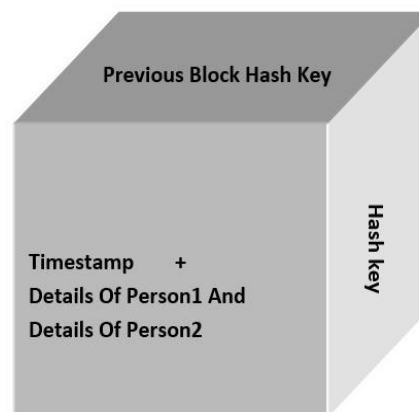 Previous Block Hash Key
Timestamp +
Details Of Person1 And
Details Of Person2
Hash key